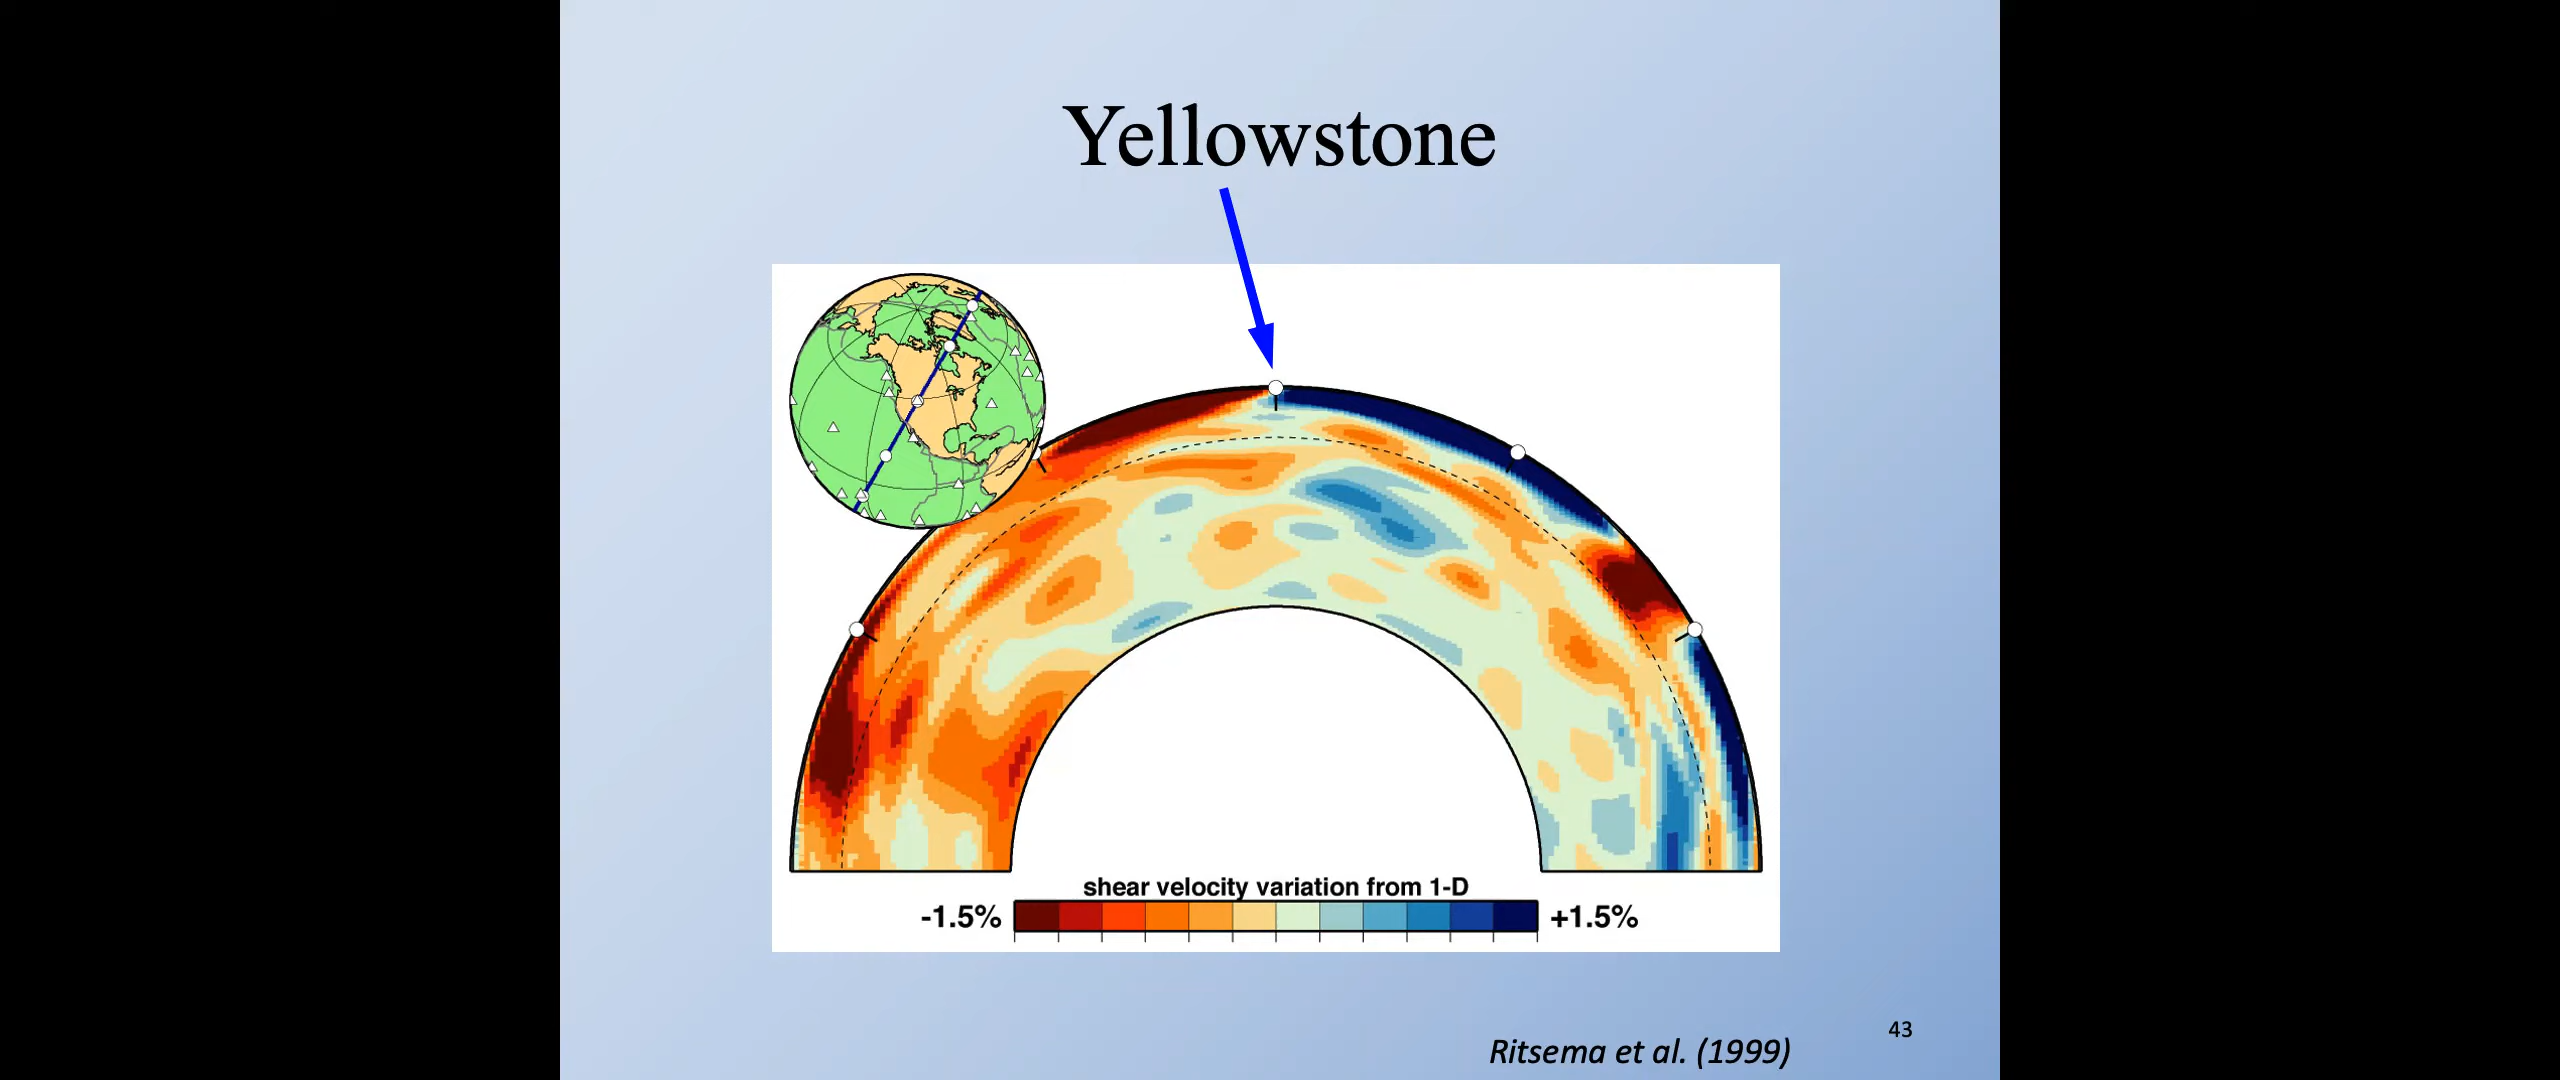 Yellowstone
shear velocity variation from 1-D
-1.5% +1.5%
43
Ritsema et al. (1999)